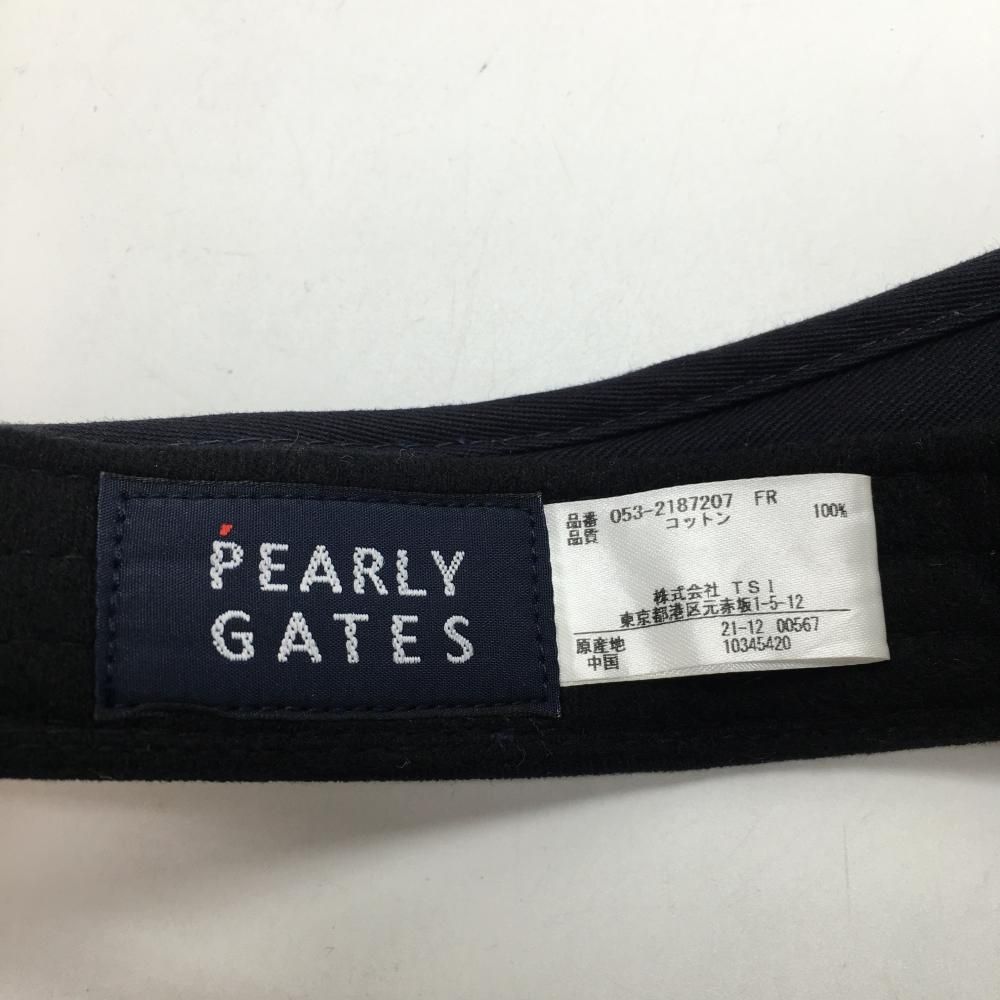 PEARLY
GATES
品番 053-2187207 FR
品質 コットン 100%
株式会社 TSI
東京都港区元赤坂1-5-12
21-12 00567
原産地 10345420
中国